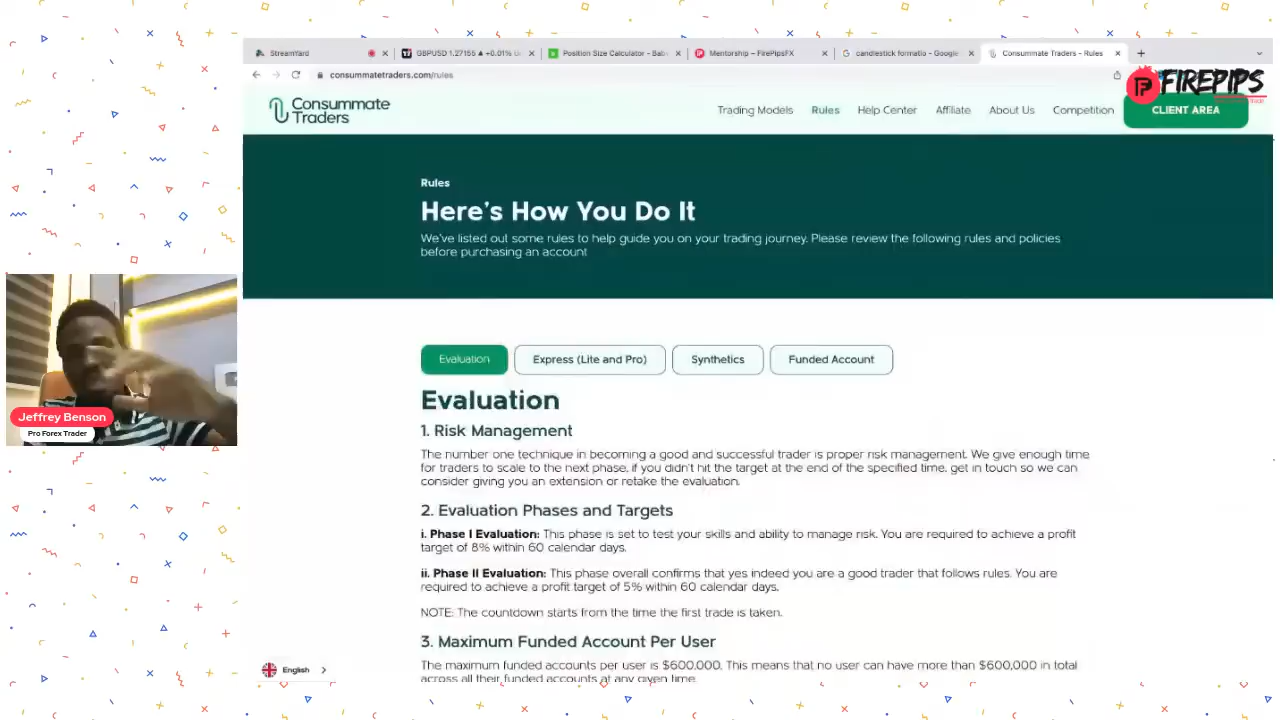 StreamYard
GBPUSD 1.27155 ▲ +0.01% U
Position Size Calculator - Bab
Mentorship – FirePipsFX
candlestick formatio - Google
Consummate Traders - Rules
consummatetraders.com/rules
FIREPIPS
Consummate
Traders
Trading Models
Rules
Help Center
Affiliate
About Us
Competition
CLIENT AREA
Rules
Here's How You Do It
We've listed out some rules to help guide you on your trading journey. Please review the following rules and policies
before purchasing an account
Evaluation
Express (Lite and Pro)
Synthetics
Funded Account
Evaluation
1. Risk Management
The number one technique in becoming a good and successful trader is proper risk management. We give enough time
for traders to scale to the next phase, if you didn't hit the target at the end of the specified time, get in touch so we can
consider giving you an extension or retake the evaluation.
2. Evaluation Phases and Targets
i. Phase I Evaluation: This phase is set to test your skills and ability to manage risk. You are required to achieve a profit
target of 8% within 60 calendar days.
ii. Phase II Evaluation: This phase overall confirms that yes indeed you are a good trader that follows rules. You are
required to achieve a profit target of 5% within 60 calendar days.
NOTE: The countdown starts from the time the first trade is taken.
3. Maximum Funded Account Per User
The maximum funded accounts per user is $600,000. This means that no user can have more than $600,000 in total
across all their funded accounts at any given time.
English
Jeffrey Benson
Pro Forex Trader